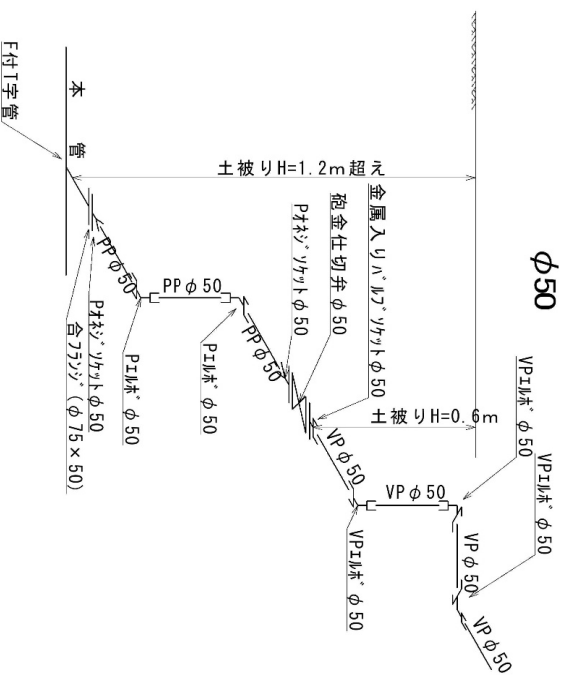 φ50
土被りH=1.2m超え
土被りH=0.6m
本管
F付T字管
合フランジ(φ75×50)
Pオネジソケットφ50
PPφ50
Pエルボφ50
PPφ50
Pエルボφ50
PPφ50
Pオネジソケットφ50
砲金仕切弁φ50
金属入りバルブソケットφ50
VPφ50
VPエルボφ50
VPφ50
VPエルボφ50
VPφ50
VPエルボφ50
VPφ50